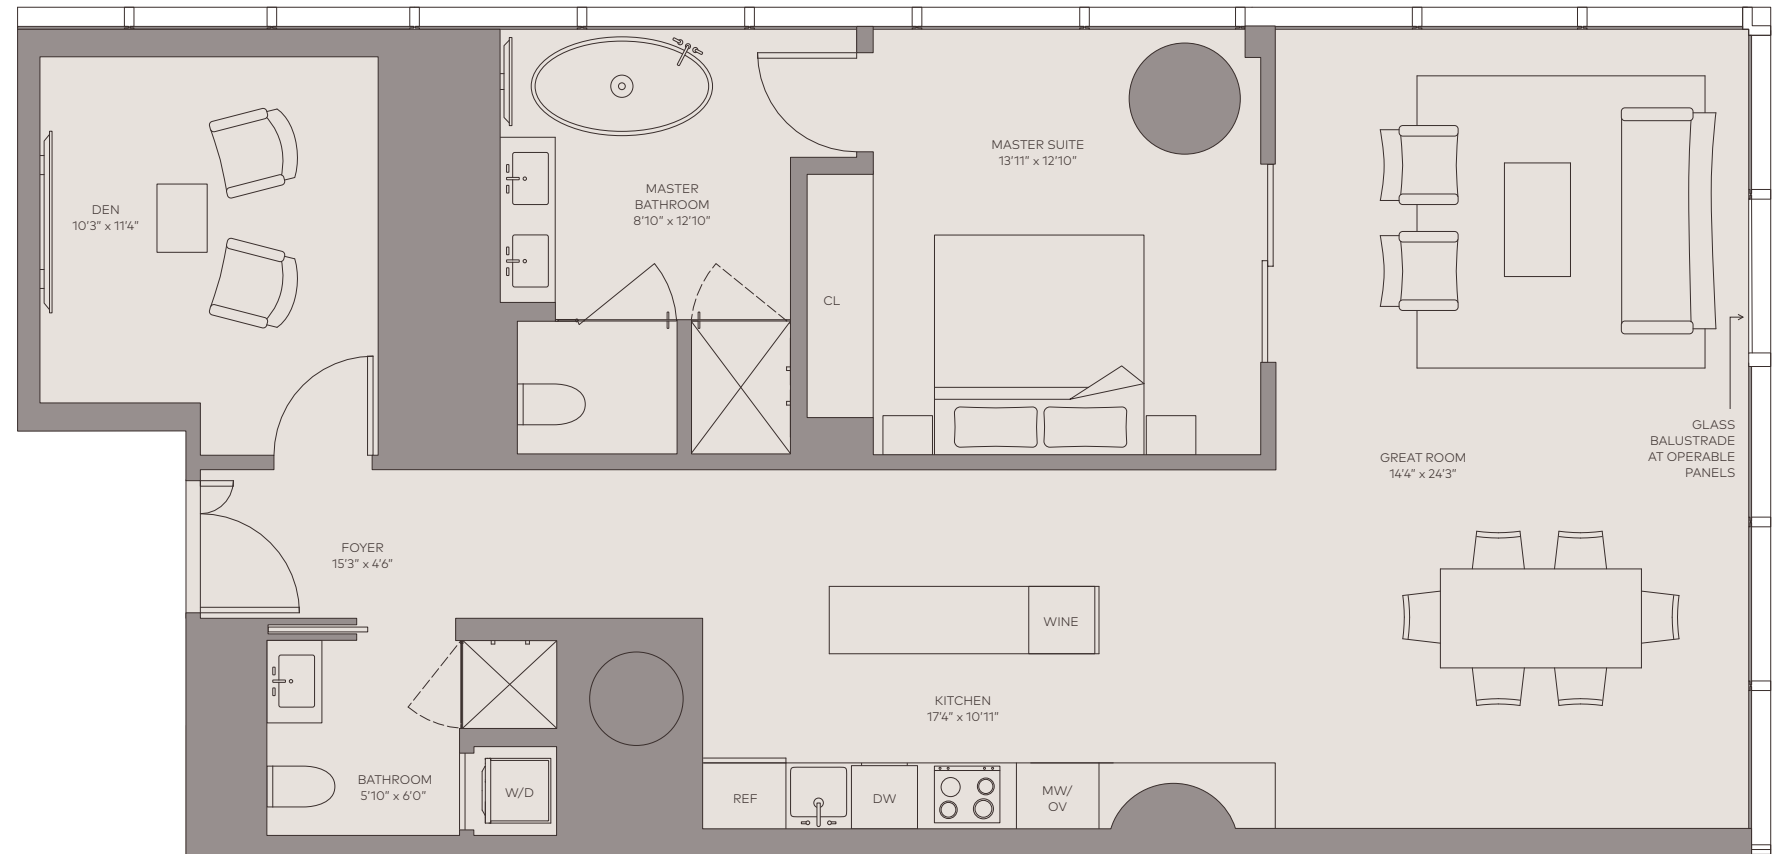 DEN
10'3" x 11'4"
MASTER
BATHROOM
8'10" x 12'10"
MASTER SUITE
13'11" x 12'10"
CL
GLASS
BALUSTRADE
AT OPERABLE
PANELS
GREAT ROOM
14'4" x 24'3"
FOYER
15'3" x 4'6"
WINE
KITCHEN
17'4" x 10'11"
BATHROOM
5'10" x 6'0"
W/D
REF
DW
MW/
OV